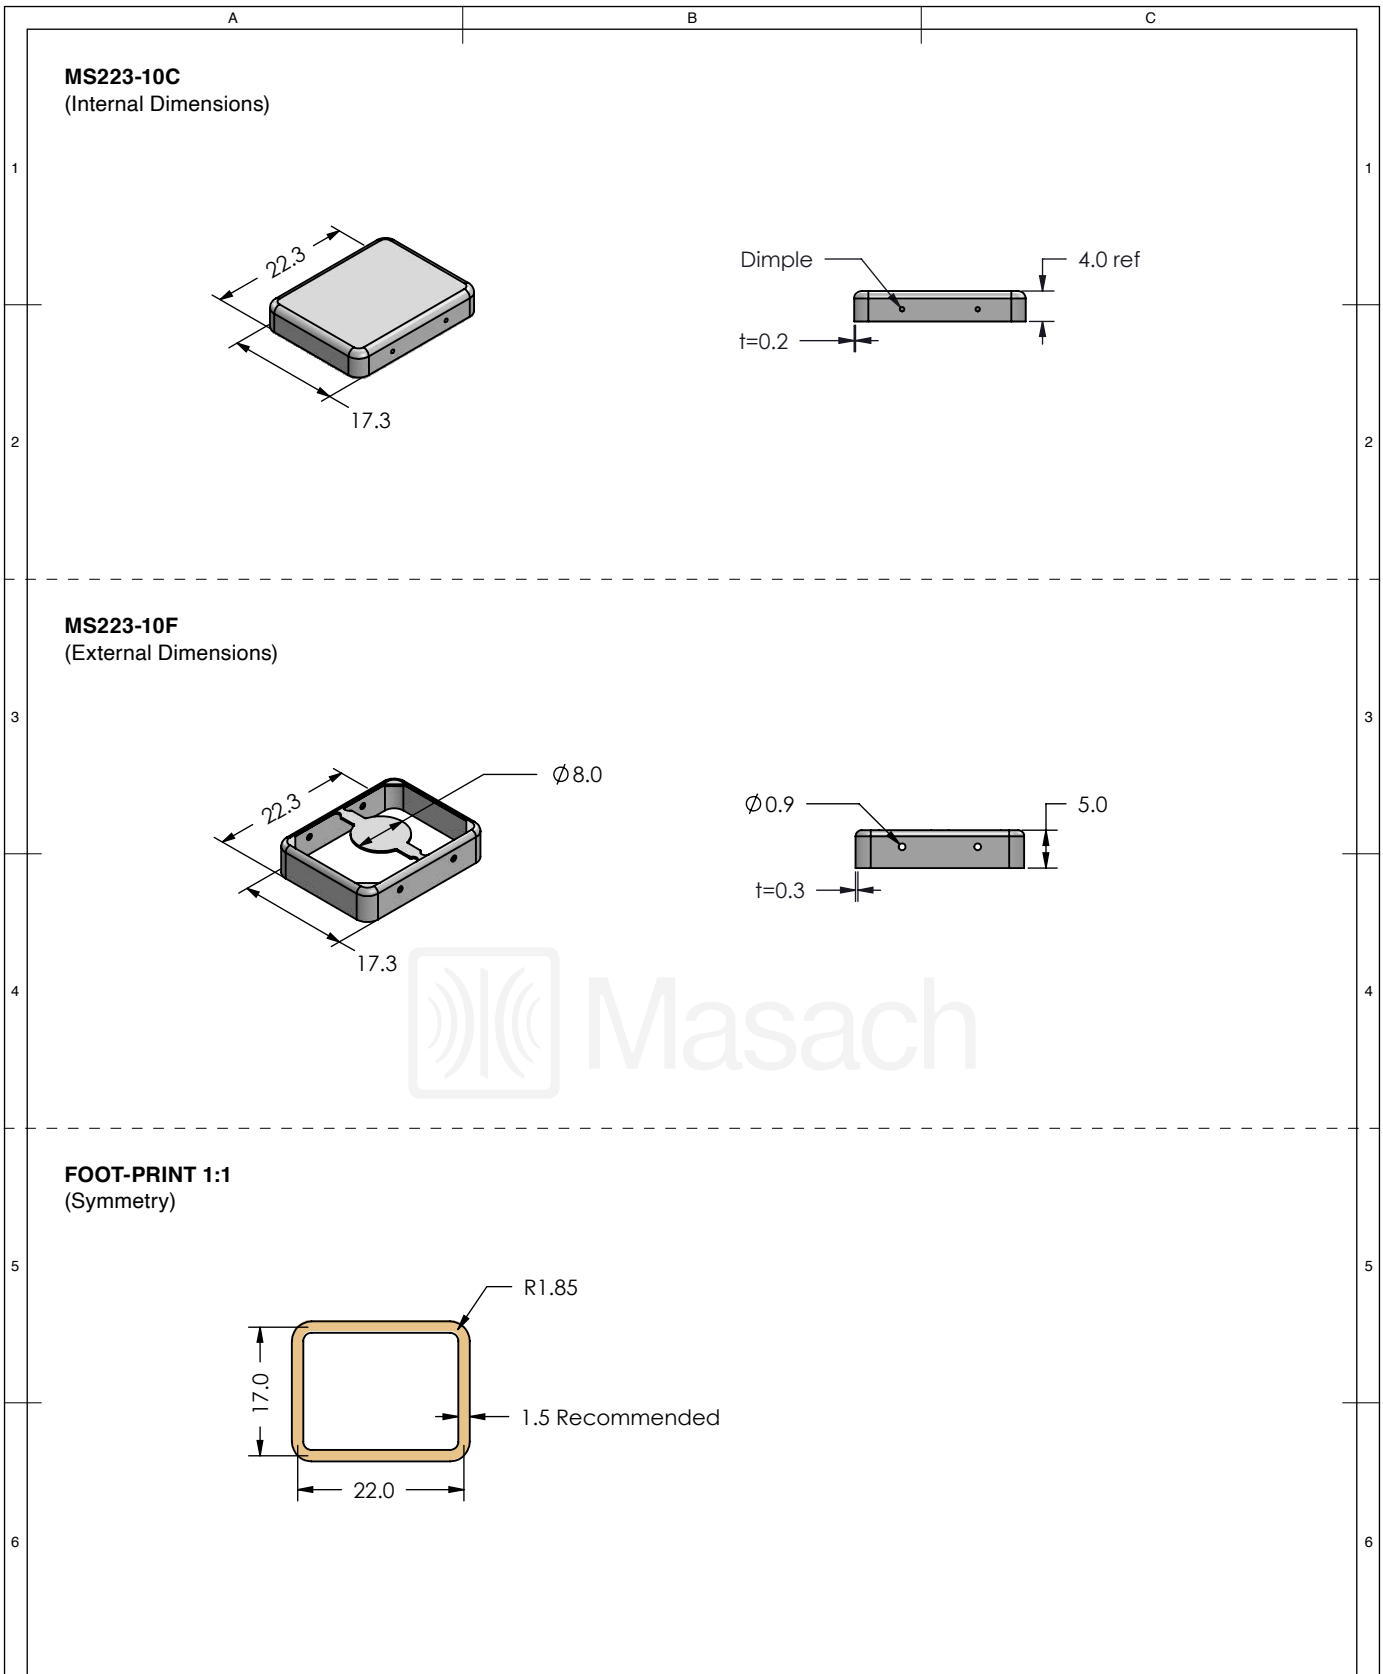 A
B
C
MS223-10C
(Internal Dimensions)
1
1
22.3
17.3
Dimple
4.0 ref
t=0.2
2
2
MS223-10F
(External Dimensions)
3
3
22.3
Ø8.0
17.3
Ø0.9
5.0
t=0.3
Masach
4
4
FOOT-PRINT 1:1
(Symmetry)
5
5
R1.85
17.0
1.5 Recommended
22.0
6
6